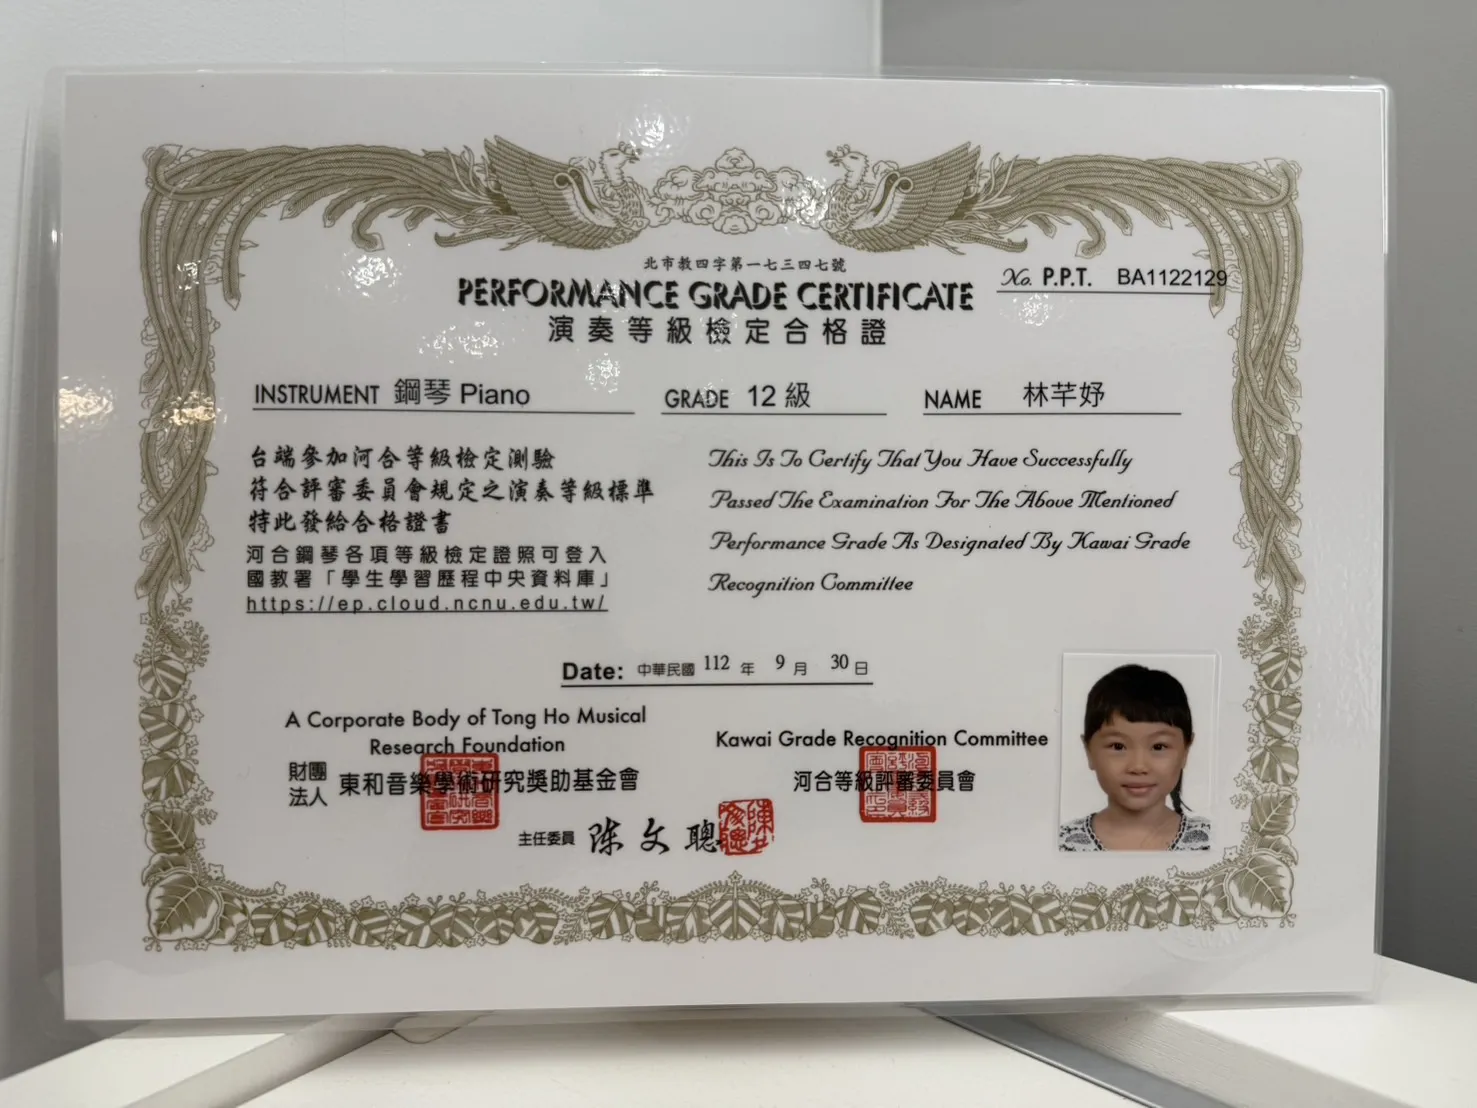 北市教四字第一七三四七號
No. P.P.T. BA1122129
PERFORMANCE GRADE CERTIFICATE
演奏等級檢定合格證
INSTRUMENT 鋼琴 Piano
GRADE 12 級
NAME 林芊妤
台端參加河合等級檢定測驗
符合評審委員會規定之演奏等級標準
特此發給合格證書
河合鋼琴各項等級檢定證照可登入
國教署「學生學習歷程中央資料庫」
https://ep.cloud.ncnu.edu.tw/
This Is To Certify That You Have Successfully
Passed The Examination For The Above Mentioned
Performance Grade As Designated By Kawai Grade
Recognition Committee
Date: 中華民國 112 年 9 月 30 日
A Corporate Body of Tong Ho Musical
Research Foundation
財團法人 東和音樂學術研究獎助基金會
Kawai Grade Recognition Committee
河合等級評審委員會
主任委員 陳文聰